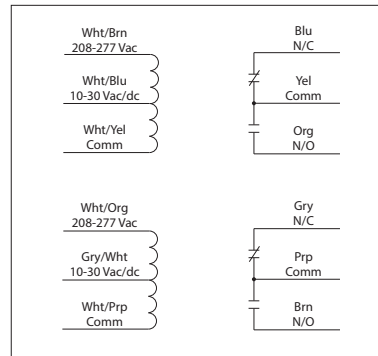 Wht/Brn
208-277 Vac
Wht/Blu
10-30 Vac/dc
Wht/Yel
Comm
Blu
N/C
Yel
Comm
Org
N/O
Wht/Org
208-277 Vac
Gry/Wht
10-30 Vac/dc
Wht/Prp
Comm
Gry
N/C
Prp
Comm
Brn
N/O